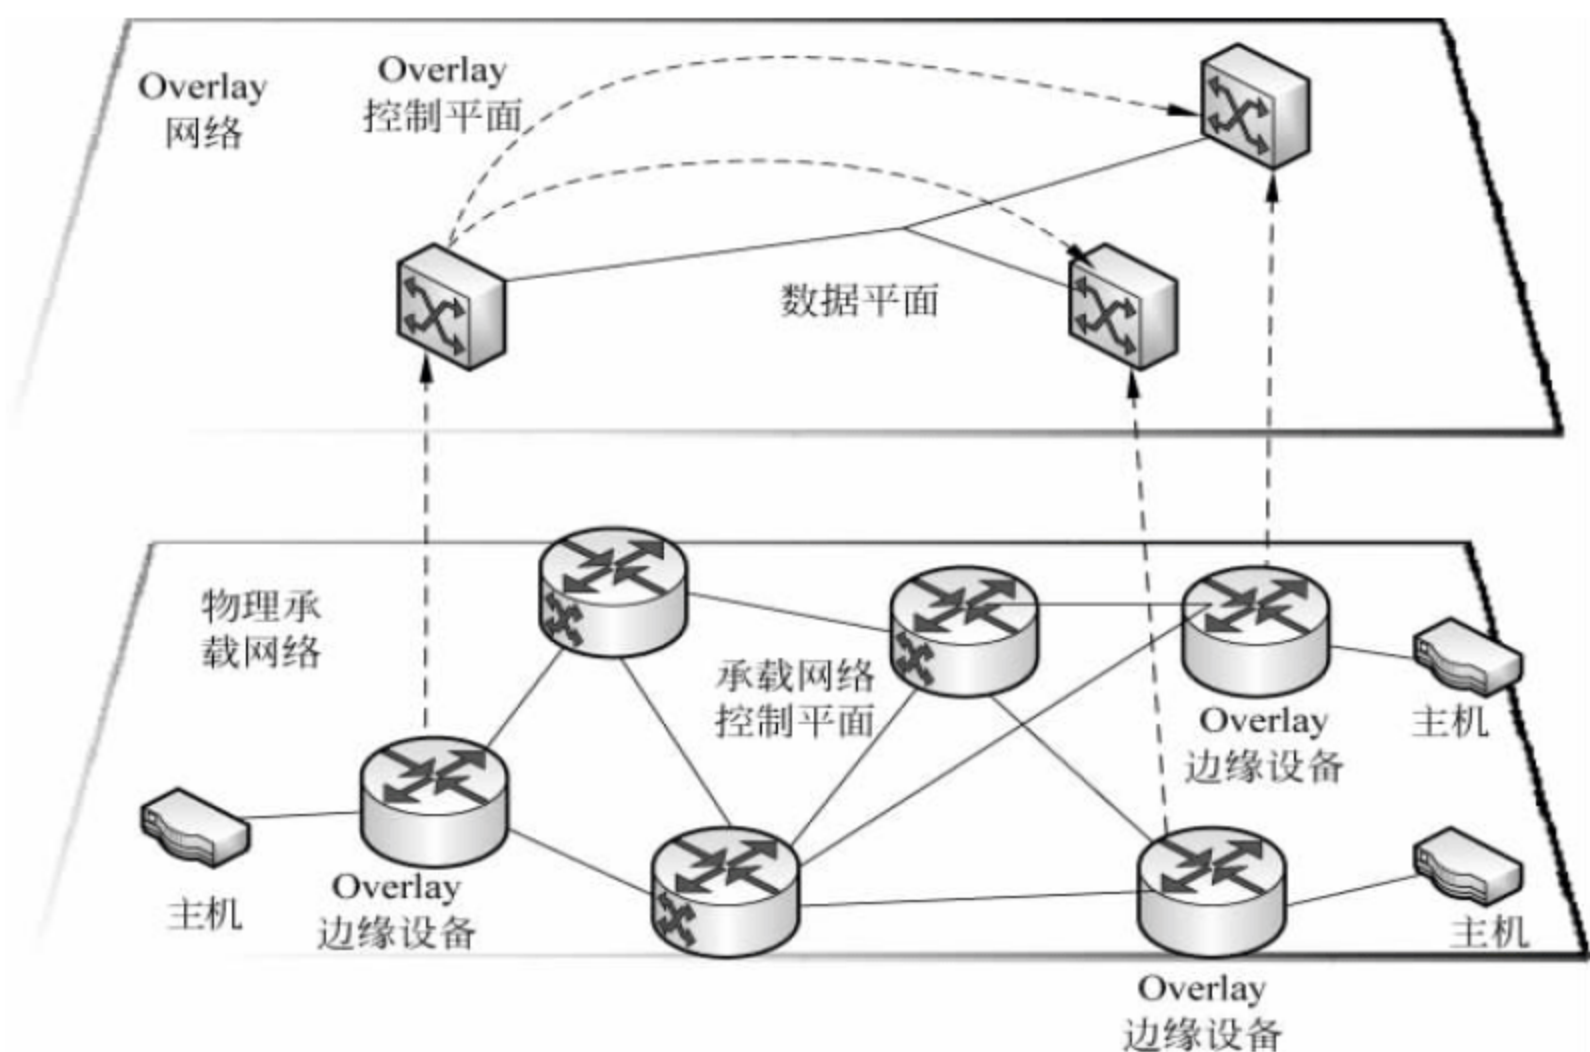 Overlay
网络
Overlay
控制平面
数据平面
物理承
载网络
承载网络
控制平面
Overlay
边缘设备
主机
主机
Overlay
边缘设备
主机
Overlay
边缘设备